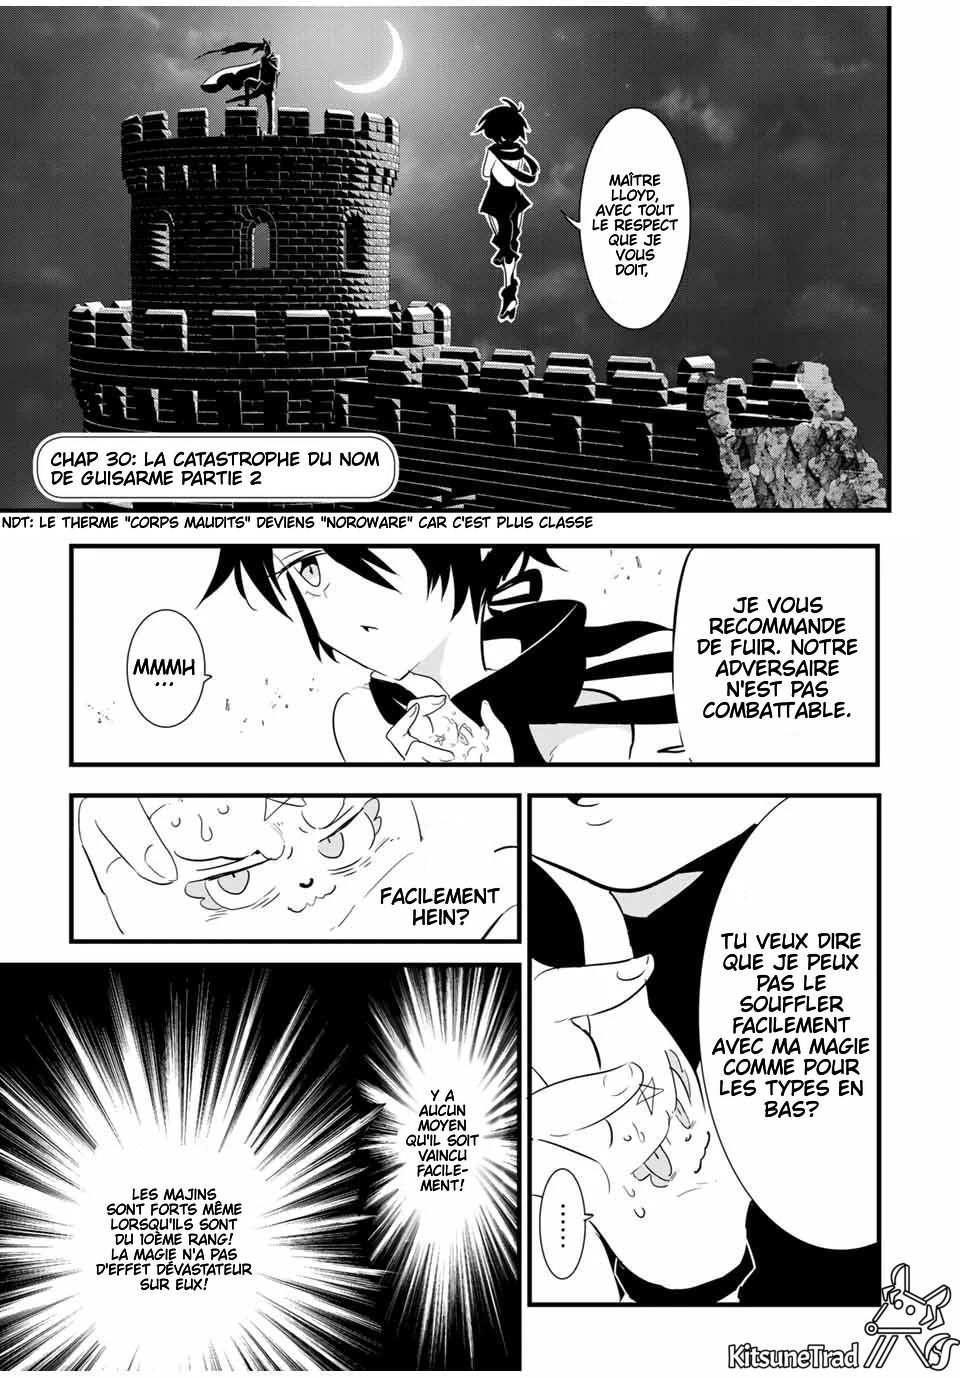 MAÎTRE
LLOYD,
AVEC TOUT
LE RESPECT
QUE JE
VOUS
DOIT,
CHAP 30: LA CATASTROPHE DU NOM
DE GUISARME PARTIE 2
NDT: LE THERME "CORPS MAUDITS" DEVIENS "NOROWARE" CAR C'EST PLUS CLASSE
JE VOUS
RECOMMANDE
DE FUIR. NOTRE
ADVERSAIRE
N'EST PAS
COMBATTABLE.
MMMH
...
TU VEUX DIRE
QUE JE PEUX
PAS LE
SOUFFLER
FACILEMENT
AVEC MA MAGIE
COMME POUR
LES TYPES EN
BAS?
......
FACILEMENT
HEIN?
Y A
AUCUN
MOYEN
QU'IL SOIT
VAINCU
FACILE-
MENT!
LES MAJINS
SONT FORTS MÊME
LORSQU'ILS SONT
DU 10ÈME RANG!
LA MAGIE N'A PAS
D'EFFET DÉVASTATEUR
SUR EUX!
KitsuneTrad